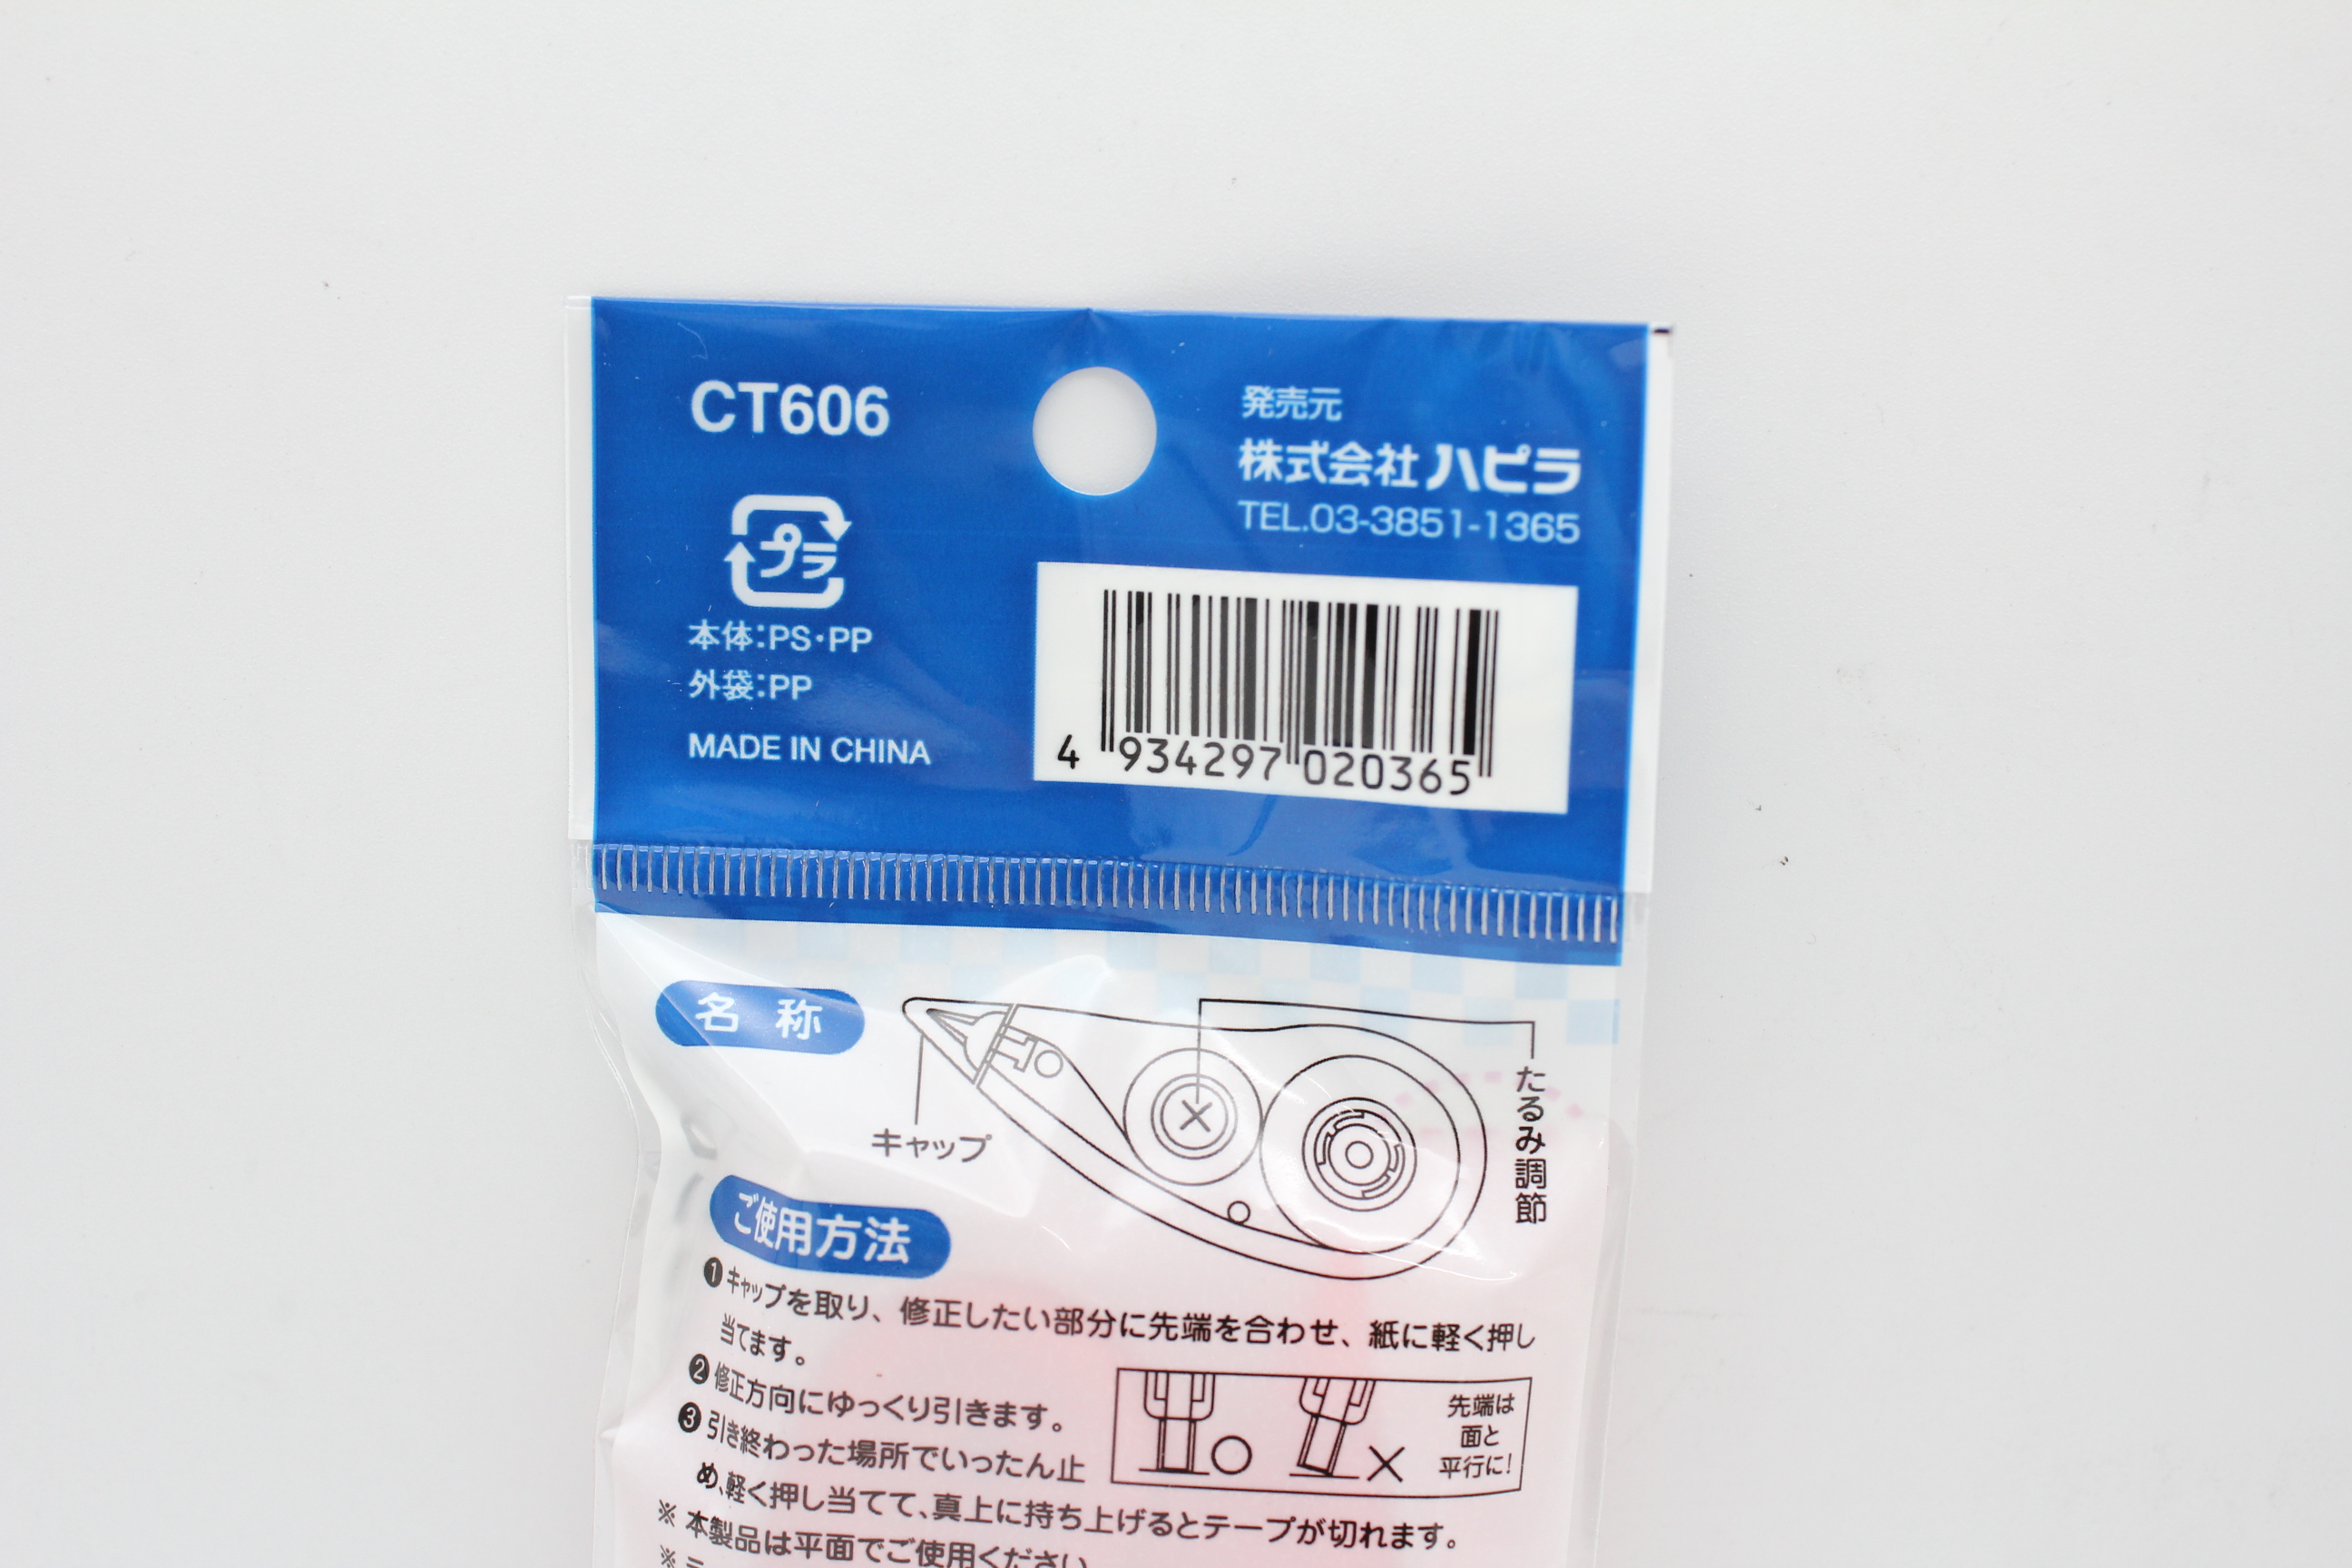 CT606
発売元
株式会社ハピラ
TEL.03-3851-1365
プラ
本体:PS・PP
外袋:PP
MADE IN CHINA
4 934297 020365
名 称
キャップ
たるみ調節
ご使用方法
❶キャップを取り、修正したい部分に先端を合わせ、紙に軽く押し
当てます。
❷修正方向にゆっくり引きます。
❸引き終わった場所でいったん止
め、軽く押し当てて、真上に持ち上げるとテープが切れます。
先端は
面と
平行に!
※本製品は平面でご使用ください
※